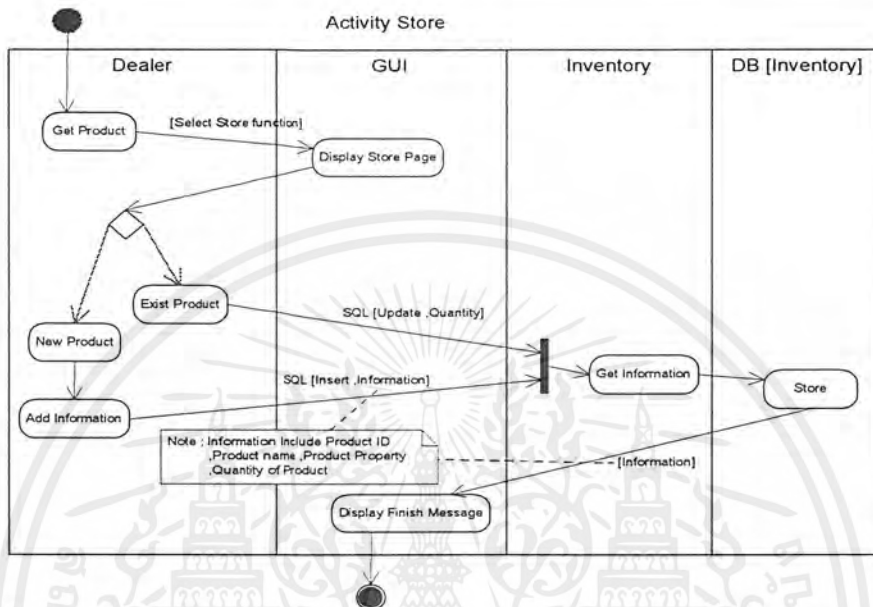 Activity Store
Dealer
GUI
Inventory
DB [Inventory]
Get Product
[Select Store function]
Display Store Page
Exist Product
SQL [Update ,Quantity]
New Product
Get Information
SQL [Insert ,Information]
Store
Add Information
Note ; Information Include Product ID
,Product name ,Product Property
,Quantity of Product
[Information]
Display Finish Message